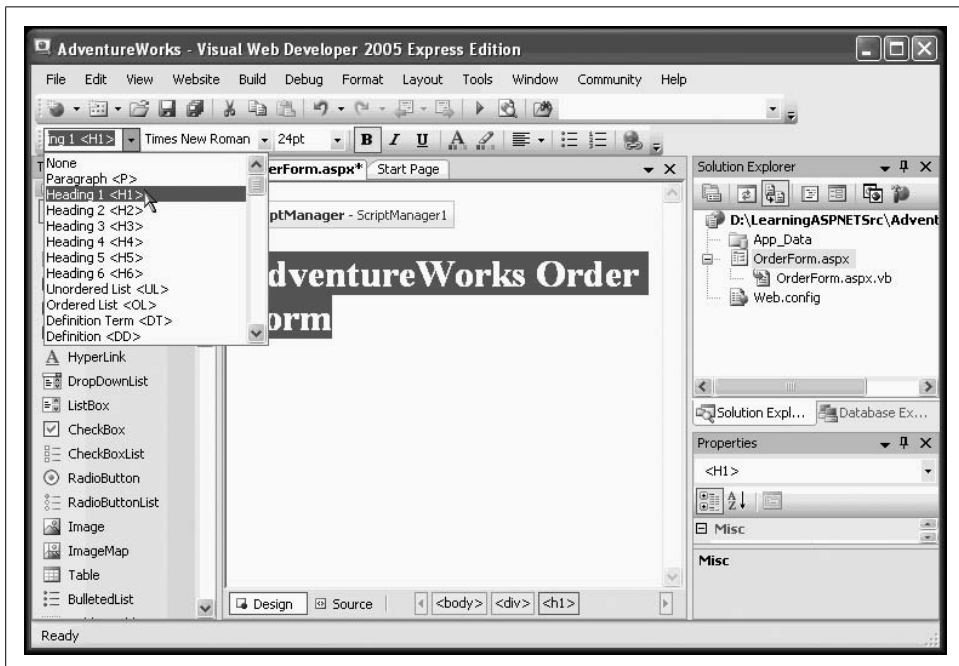 AdventureWorks - Visual Web Developer 2005 Express Edition
File Edit View Website Build Debug Format Layout Tools Window Community Help
ing 1 <H1> Times New Roman 24pt B I U A
None
Paragraph <P>
Heading 1 <H1>
Heading 2 <H2>
Heading 3 <H3>
Heading 4 <H4>
Heading 5 <H5>
Heading 6 <H6>
Unordered List <UL>
Ordered List <OL>
Definition Term <DT>
Definition <DD>
A HyperLink
DropDownList
ListBox
CheckBox
CheckBoxList
RadioButton
RadioButtonList
Image
ImageMap
Table
BulletedList
erForm.aspx* Start Page
ptManager - ScriptManager1
dventureWorks Order
orm
Design Source <body> <div> <h1>
Solution Explorer
D:\LearningASPNETSrc\Advent
App_Data
OrderForm.aspx
OrderForm.aspx.vb
Web.config
Solution Expl... Database Ex...
Properties
<H1>
Misc
Misc
Ready